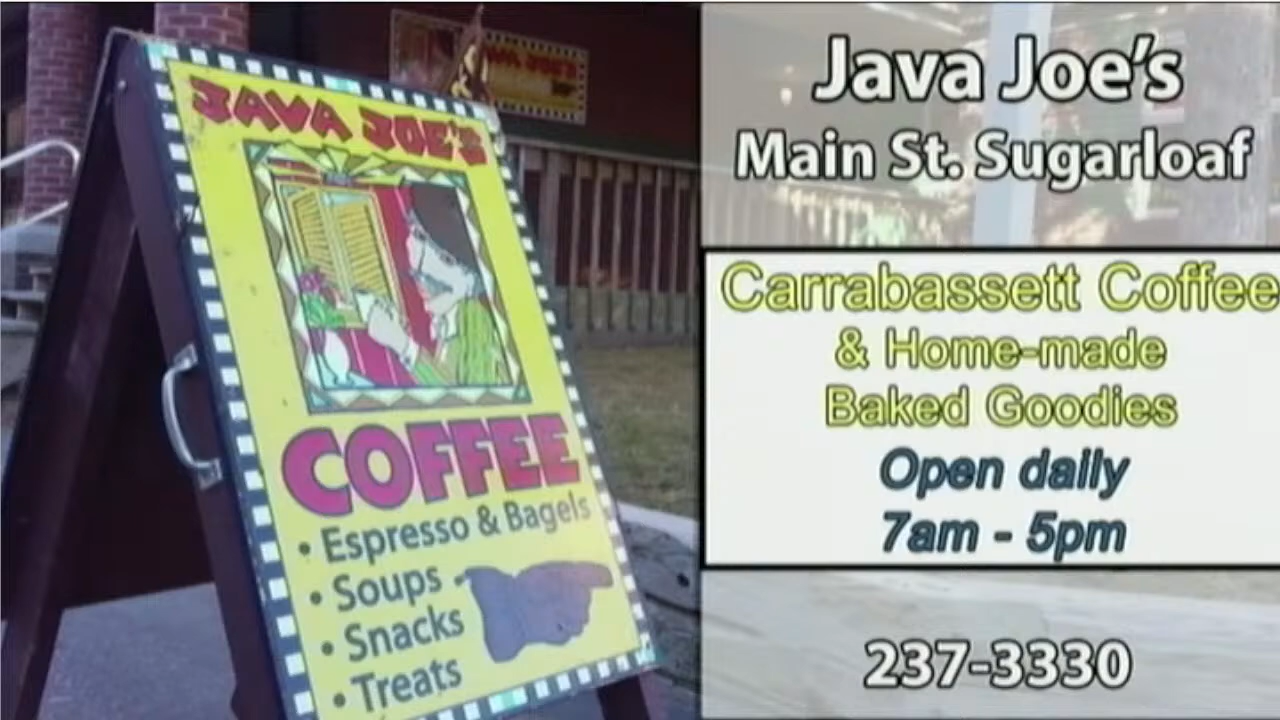 JAVA JOE'S
COFFEE
• Espresso & Bagels
• Soups
• Snacks
• Treats
Java Joe's
Main St. Sugarloaf
Carrabassett Coffee
& Home-made
Baked Goodies
Open daily
7am - 5pm
237-3330